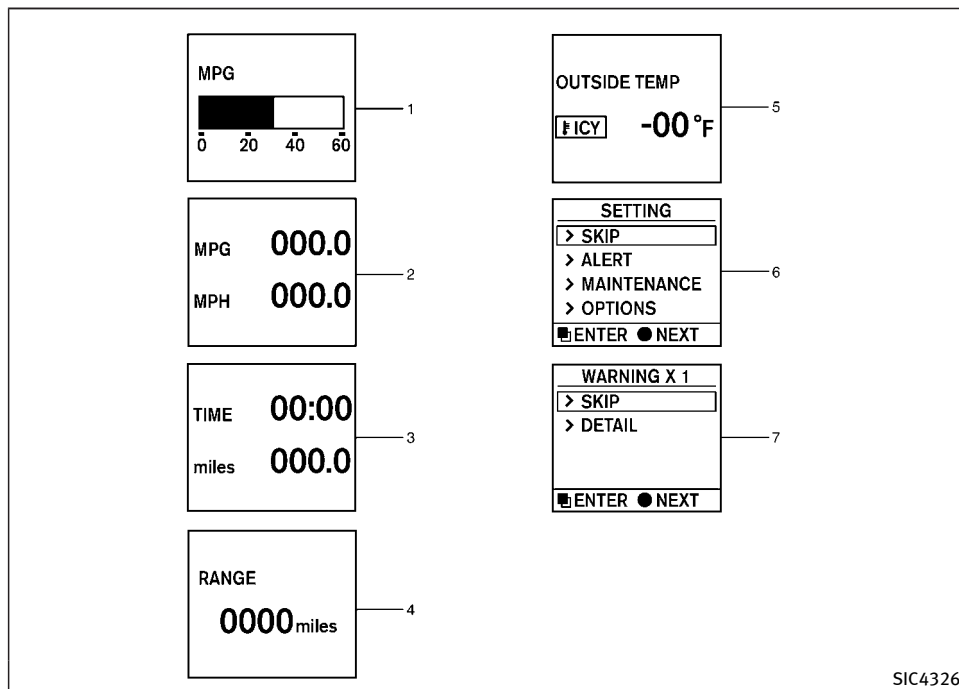 MPG
0 20 40 60
1
MPG 000.0
MPH 000.0
2
TIME 00:00
miles 000.0
3
RANGE
0000 miles
4
OUTSIDE TEMP
ICY -00°F
5
SETTING
> SKIP
> ALERT
> MAINTENANCE
> OPTIONS
ENTER ● NEXT
6
WARNING X 1
> SKIP
> DETAIL
ENTER ● NEXT
7
SIC4326